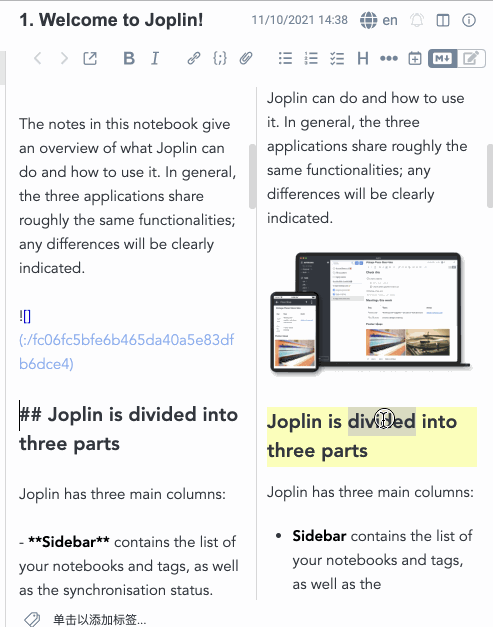 1. Welcome to Joplin!
11/10/2021 14:38
en
B I H M↓
The notes in this notebook give
an overview of what Joplin can
do and how to use it. In general,
the three applications share
roughly the same functionalities;
any differences will be clearly
indicated.
![]
(:/fc06fc5bfe6b465da40a5e83df
b6dce4)
## Joplin is divided into
three parts
Joplin has three main columns:
- **Sidebar** contains the list of
your notebooks and tags, as well
as the synchronisation status.
Joplin can do and how to use
it. In general, the three
applications share roughly the
same functionalities; any
differences will be clearly
indicated.
Joplin is divided into
three parts
Joplin has three main columns:
• Sidebar contains the list of
your notebooks and tags,
as well as the
单击以添加标签...